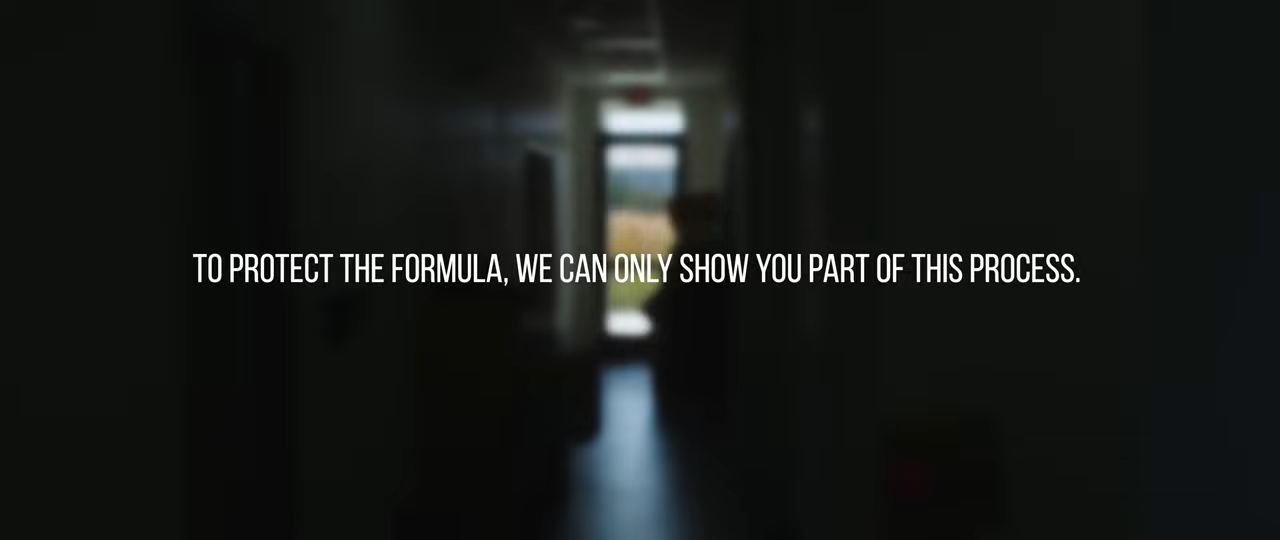 TO PROTECT THE FORMULA, WE CAN ONLY SHOW YOU PART OF THIS PROCESS.